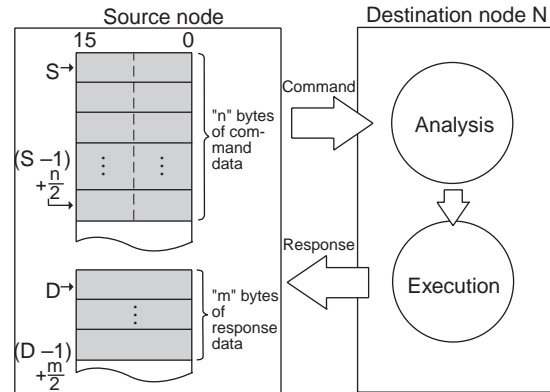 Source node
Destination node N
15 0
S
"n" bytes
of com-
mand
data
(S –1)
+n/2
Command
Analysis
Response
Execution
D
"m" bytes
of
response
data
(D –1)
+m/2